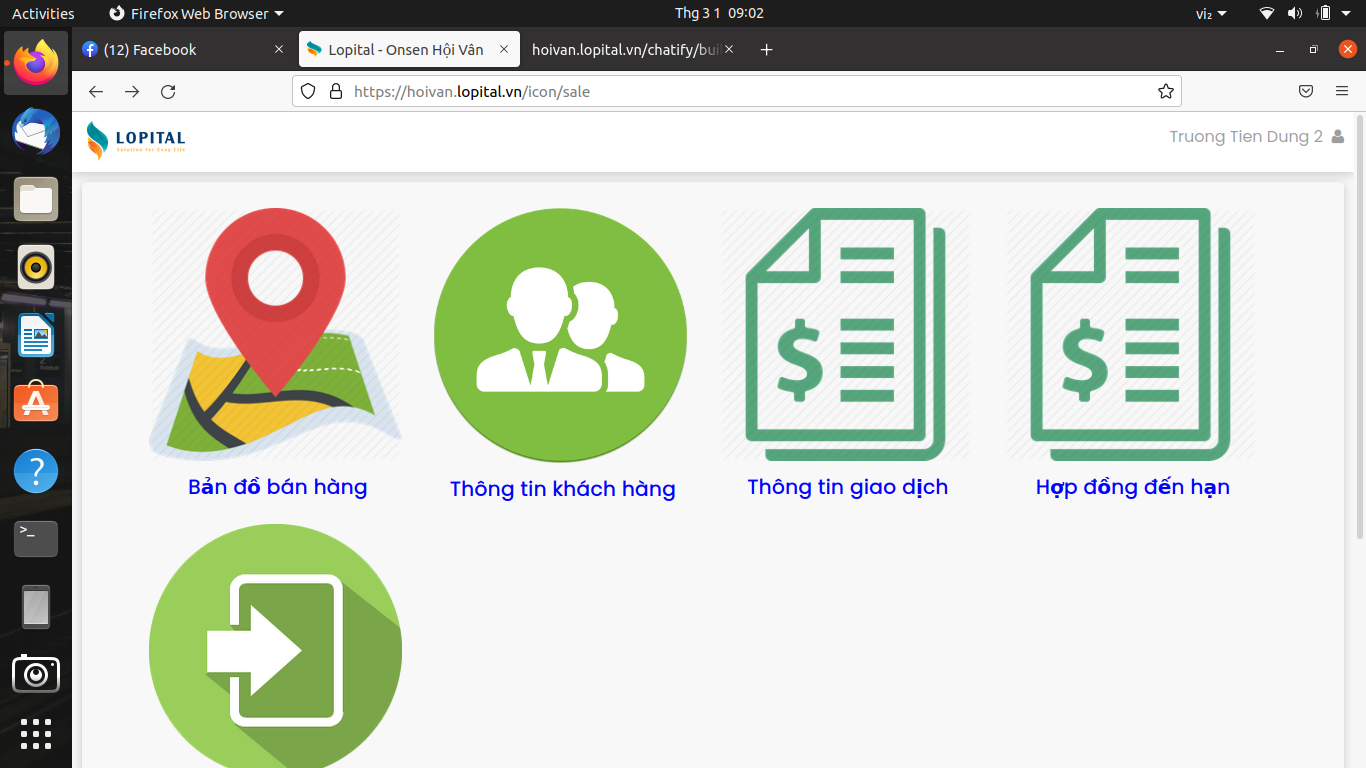 Activities
Firefox Web Browser
Thg 3 1 09:02
vi₂
(12) Facebook
Lopital - Onsen Hội Vân
hoivan.lopital.vn/chatify/bui
https://hoivan.lopital.vn/icon/sale
LOPITAL
Solution for Easy Life
Truong Tien Dung 2
Bản đồ bán hàng
Thông tin khách hàng
Thông tin giao dịch
Hợp đồng đến hạn